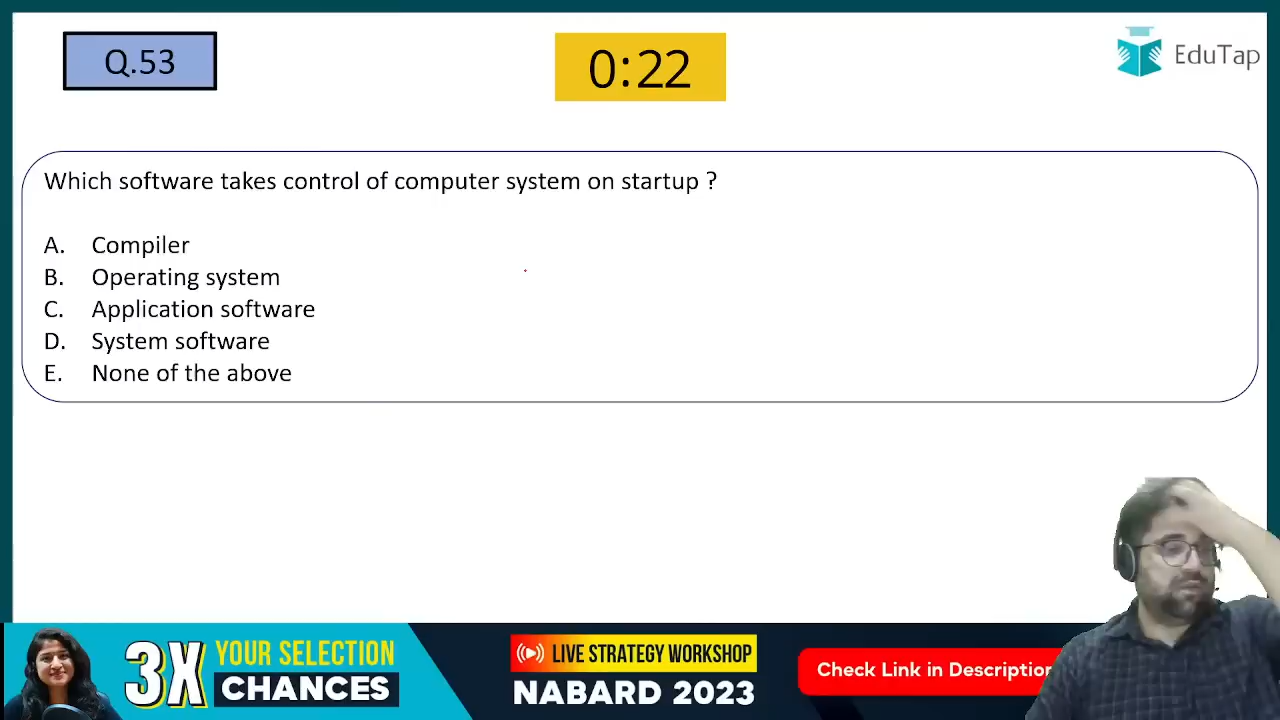 Q.53
0:22
EduTap
Which software takes control of computer system on startup ?
A. Compiler
B. Operating system
C. Application software
D. System software
E. None of the above
3X YOUR SELECTION CHANCES
LIVE STRATEGY WORKSHOP
NABARD 2023
Check Link in Description